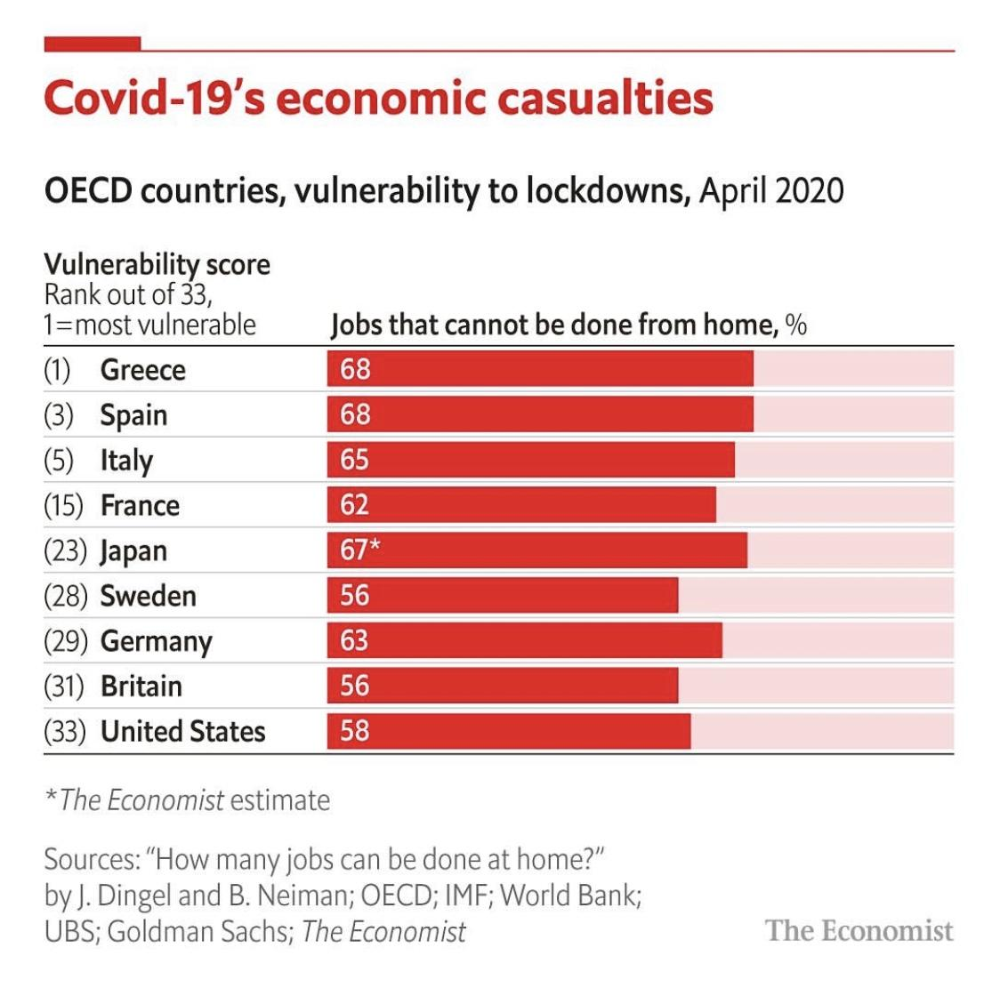 Covid-19's economic casualties
OECD countries, vulnerability to lockdowns, April 2020
Vulnerability score
Rank out of 33,
1=most vulnerable
Jobs that cannot be done from home, %
(1) Greece 68
(3) Spain 68
(5) Italy 65
(15) France 62
(23) Japan 67*
(28) Sweden 56
(29) Germany 63
(31) Britain 56
(33) United States 58
*The Economist estimate
Sources: “How many jobs can be done at home?”
by J. Dingel and B. Neiman; OECD; IMF; World Bank;
UBS; Goldman Sachs; The Economist
The Economist